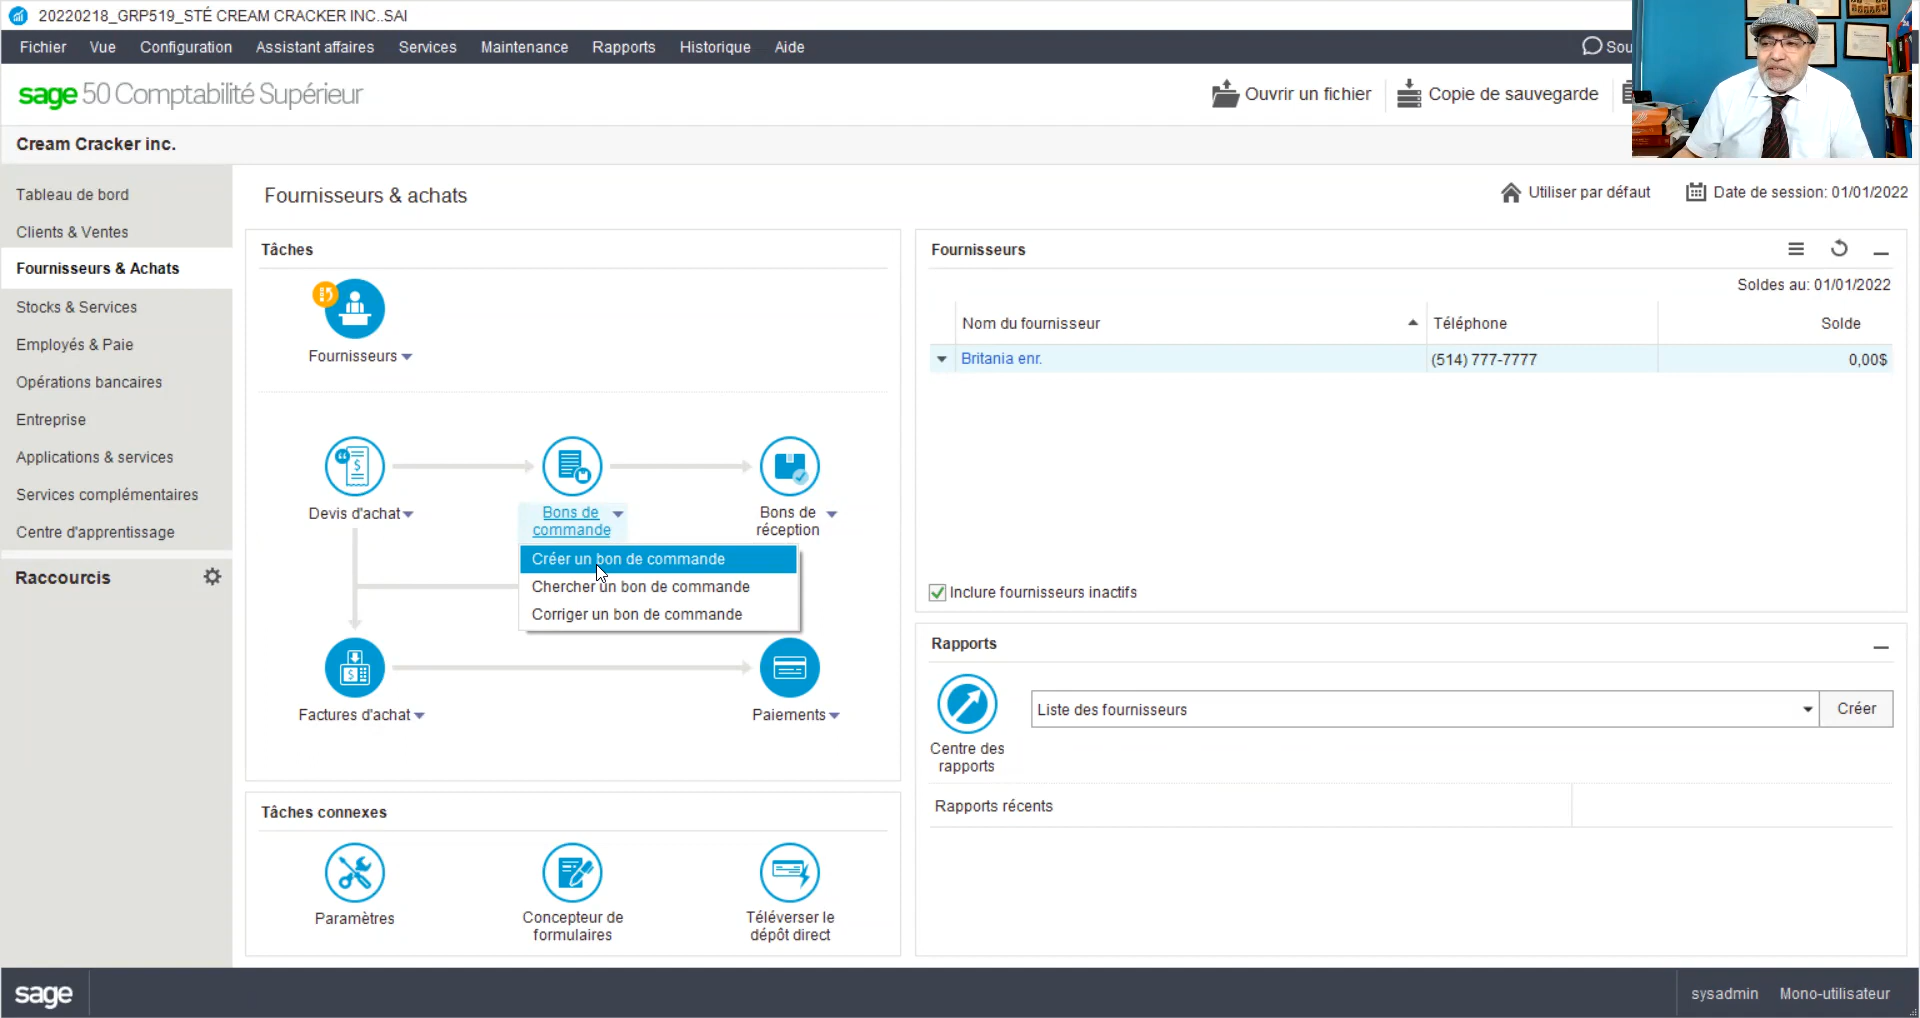 20220218_GRP519_STÉ CREAM CRACKER INC..SAI
Fichier Vue Configuration Assistant affaires Services Maintenance Rapports Historique Aide Sou
sage 50 Comptabilité Supérieur
Ouvrir un fichier Copie de sauvegarde
Cream Cracker inc.
Tableau de bord
Clients & Ventes
Fournisseurs & Achats
Stocks & Services
Employés & Paie
Opérations bancaires
Entreprise
Applications & services
Services complémentaires
Centre d'apprentissage
Raccourcis
Fournisseurs & achats
Utiliser par défaut Date de session: 01/01/2022
Tâches
Fournisseurs
Devis d'achat
Bons de
commande
Bons de
réception
Créer un bon de commande
Chercher un bon de commande
Corriger un bon de commande
Factures d'achat
Paiements
Tâches connexes
Paramètres
Concepteur de
formulaires
Téléverser le
dépôt direct
Fournisseurs
Soldes au: 01/01/2022
Nom du fournisseur Téléphone Solde
Britania enr. (514) 777-7777 0,00$
Inclure fournisseurs inactifs
Rapports
Centre des
rapports
Liste des fournisseurs Créer
Rapports récents
sage
sysadmin Mono-utilisateur